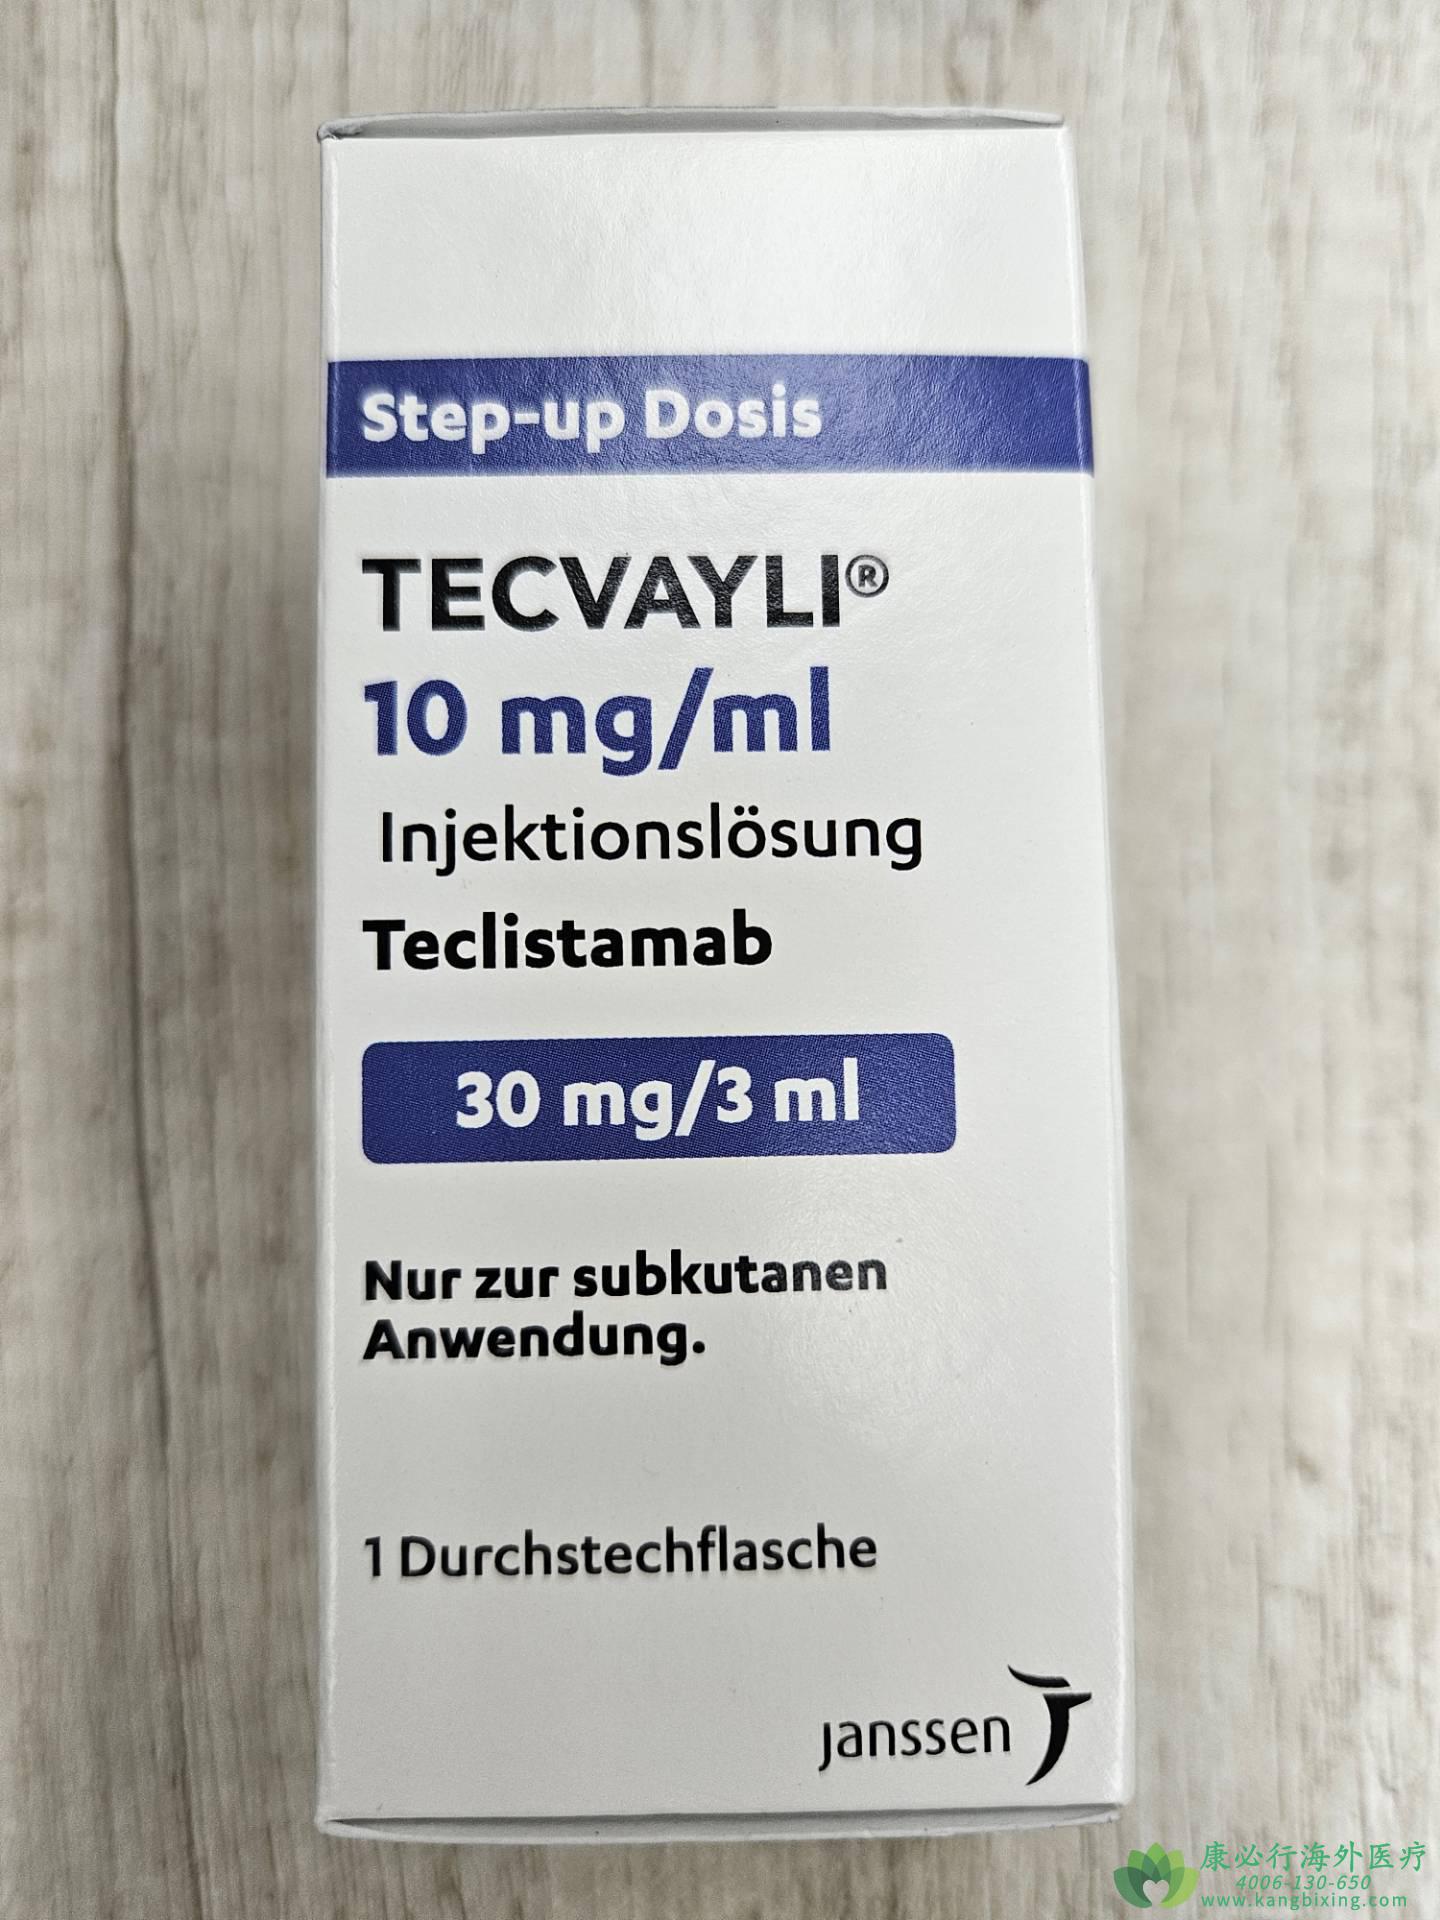 Step-up Dosis
TECVAYLI®
10 mg/ml
Injektionslösung
Teclistamab
30 mg/3 ml
Nur zur subkutanen
Anwendung.
1 Durchstechflasche
janssen
康必行海外医疗
4006-130-650
www.kangbixing.com